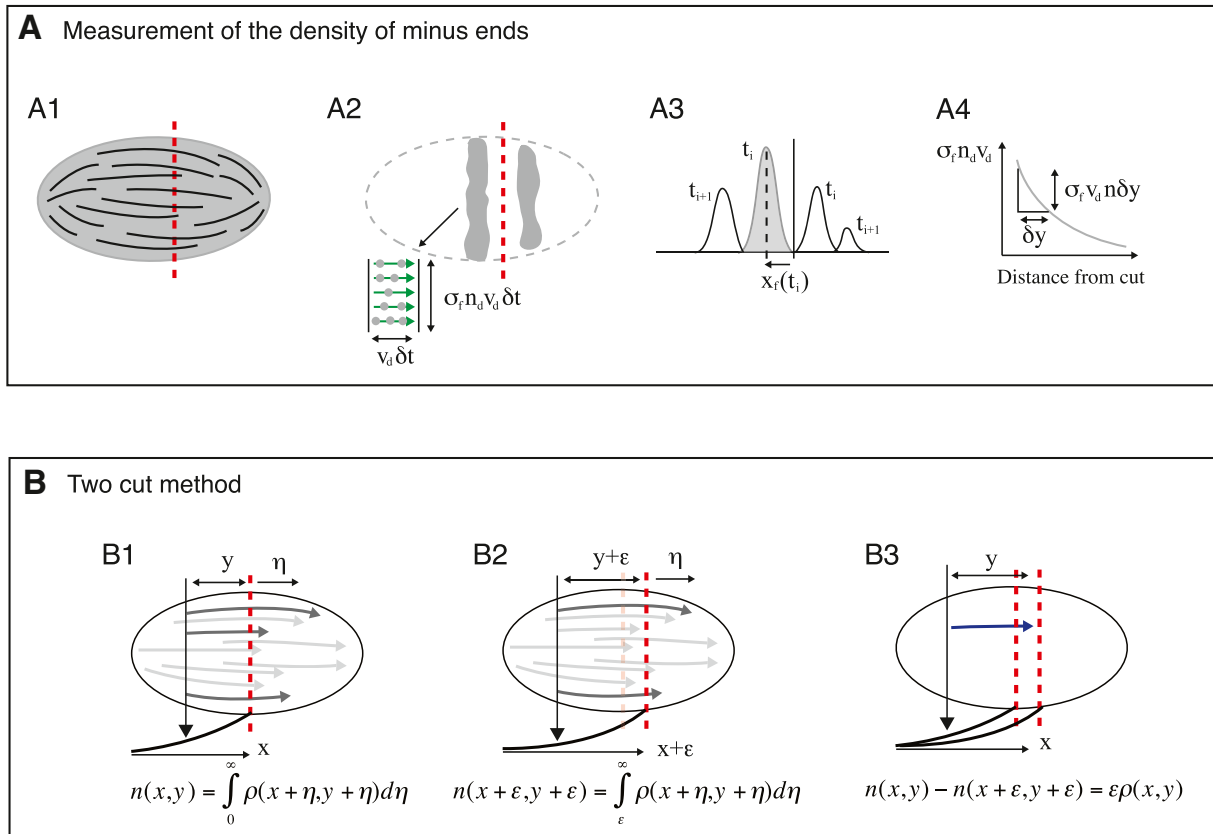 A Measurement of the density of minus ends
A1
A2
A3
A4
σ_f n_d v_d δt
v_d δt
t_i
t_{i+1}
t_i
t_{i+1}
x_f(t_i)
σ_f n_d v_d
σ_f v_d nδy
δy
Distance from cut
B Two cut method
B1
y
η
x
n(x,y) = ∫_0^∞ ρ(x + η,y + η)dη
B2
y+ε
η
x+ε
n(x + ε,y + ε) = ∫_ε^∞ ρ(x + η,y + η)dη
B3
y
x
n(x,y) − n(x + ε,y + ε) = ερ(x,y)